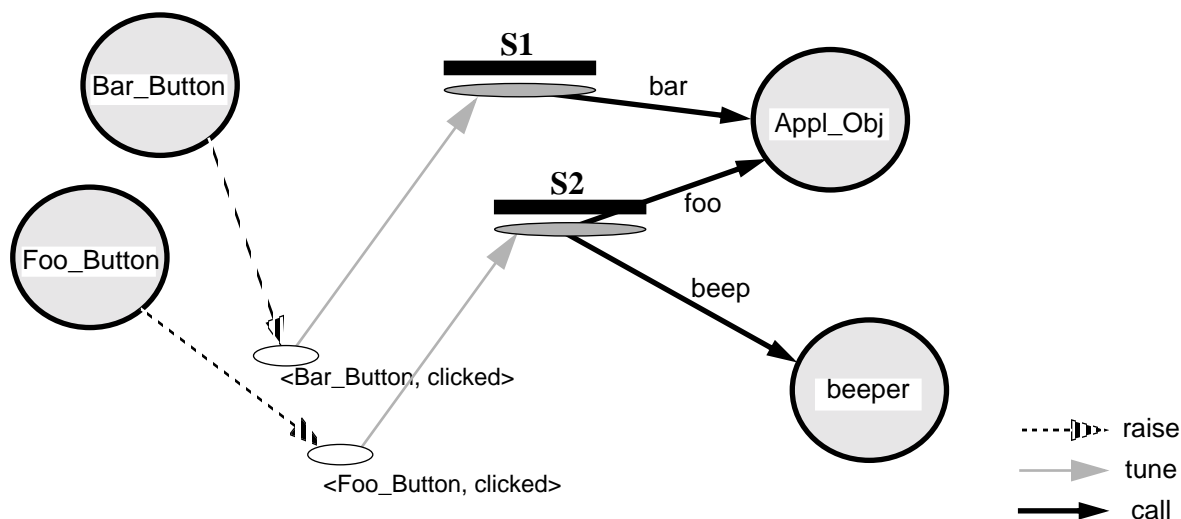 S1
Bar_Button
bar
Appl_Obj
S2
foo
Foo_Button
beep
<Bar_Button, clicked>
beeper
raise
<Foo_Button, clicked>
tune
call